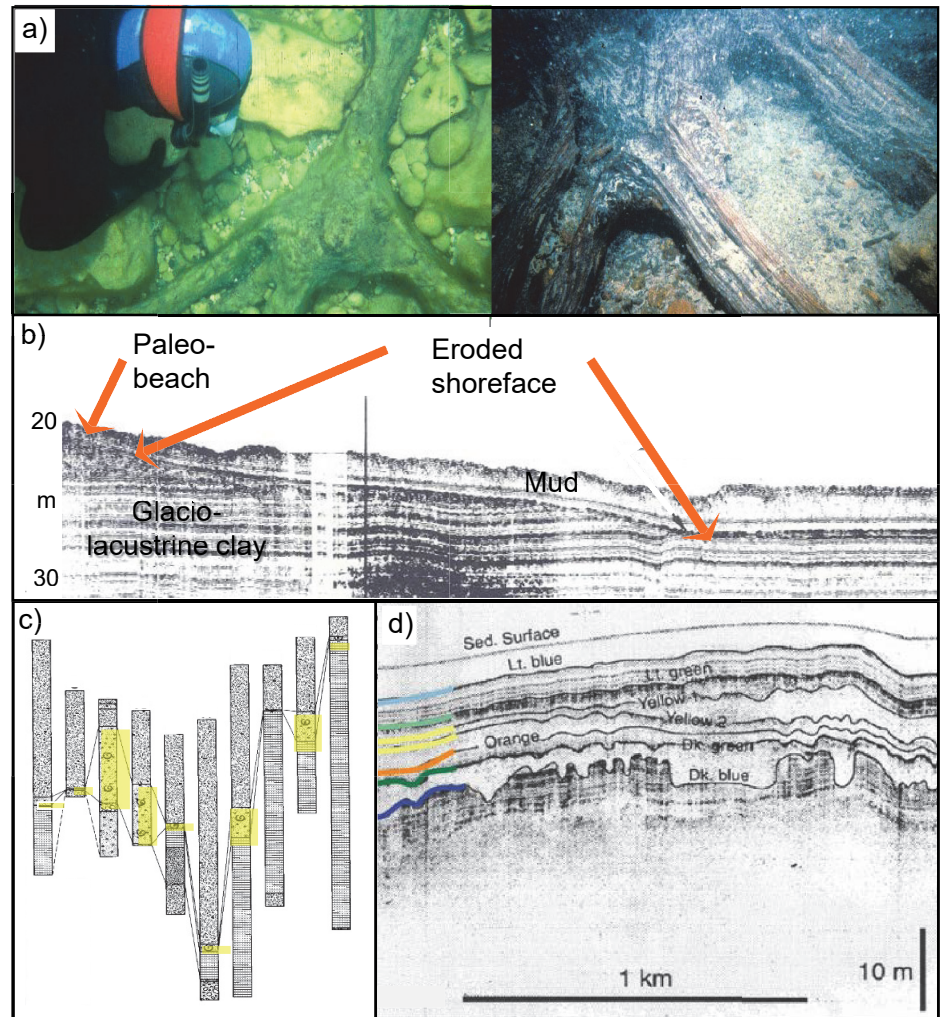 a)
b)
Paleo-
beach
Eroded
shoreface
20
m
30
Mud
Glacio-
lacustrine clay
c)
d)
Sed. Surface
Lt. blue
Lt. green
Yellow
Yellow 2
Orange
Dk. green
Dk. blue
1 km
10 m